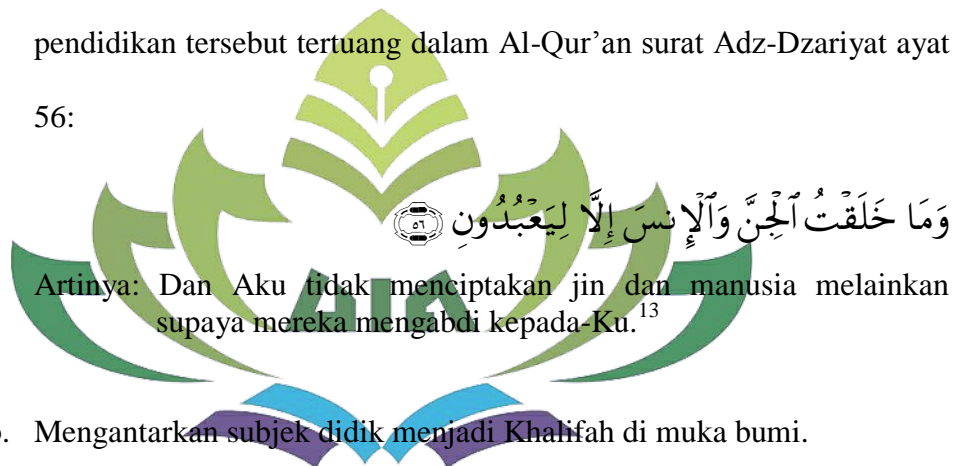 pendidikan tersebut tertuang dalam Al-Qur’an surat Adz-Dzariyat ayat
56:
وَمَا خَلَقْتُ ٱلْجِنَّ وَٱلْإِنسَ إِلَّا لِيَعْبُدُونِ ۝٥٦
Artinya: Dan Aku tidak menciptakan jin dan manusia melainkan
supaya mereka mengabdi kepada-Ku.13
Mengantarkan subjek didik menjadi Khalifah di muka bumi.